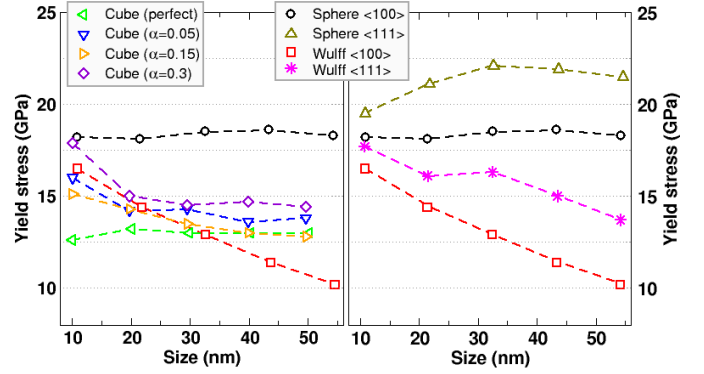 Cube (perfect)
Cube (α=0.05)
Cube (α=0.15)
Cube (α=0.3)
Sphere <100>
Sphere <111>
Wulff <100>
Wulff <111>
25
20
15
10
Yield stress (GPa)
10 20 30 40 50
Size (nm)
10 20 30 40 50
Size (nm)
25
20
15
10
Yield stress (GPa)